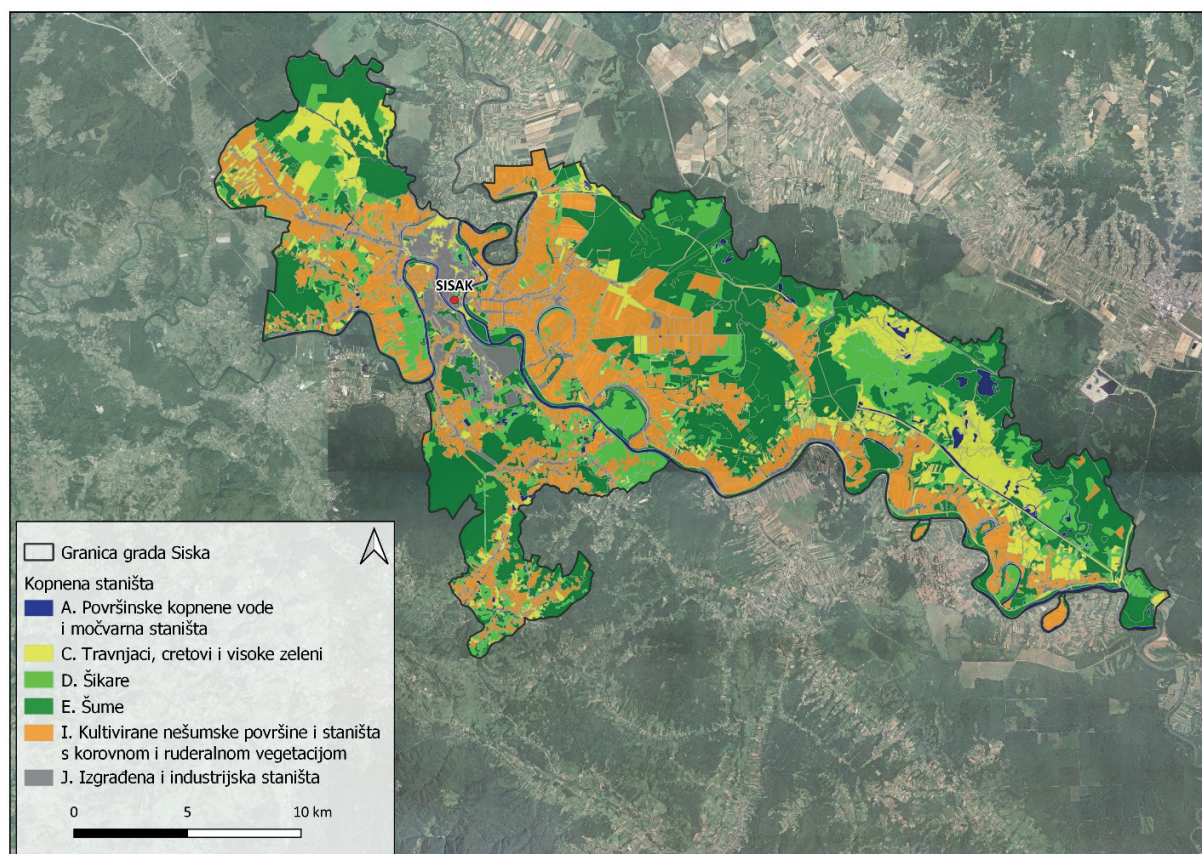 SISAK
Granica grada Siska
Kopnena staništa
A. Površinske kopnene vode
i močvarna staništa
C. Travnjaci, cretovi i visoke zeleni
D. Šikare
E. Šume
I. Kultivirane nešumske površine i staništa
s korovnom i ruderalnom vegetacijom
J. Izgrađena i industrijska staništa
0 5 10 km